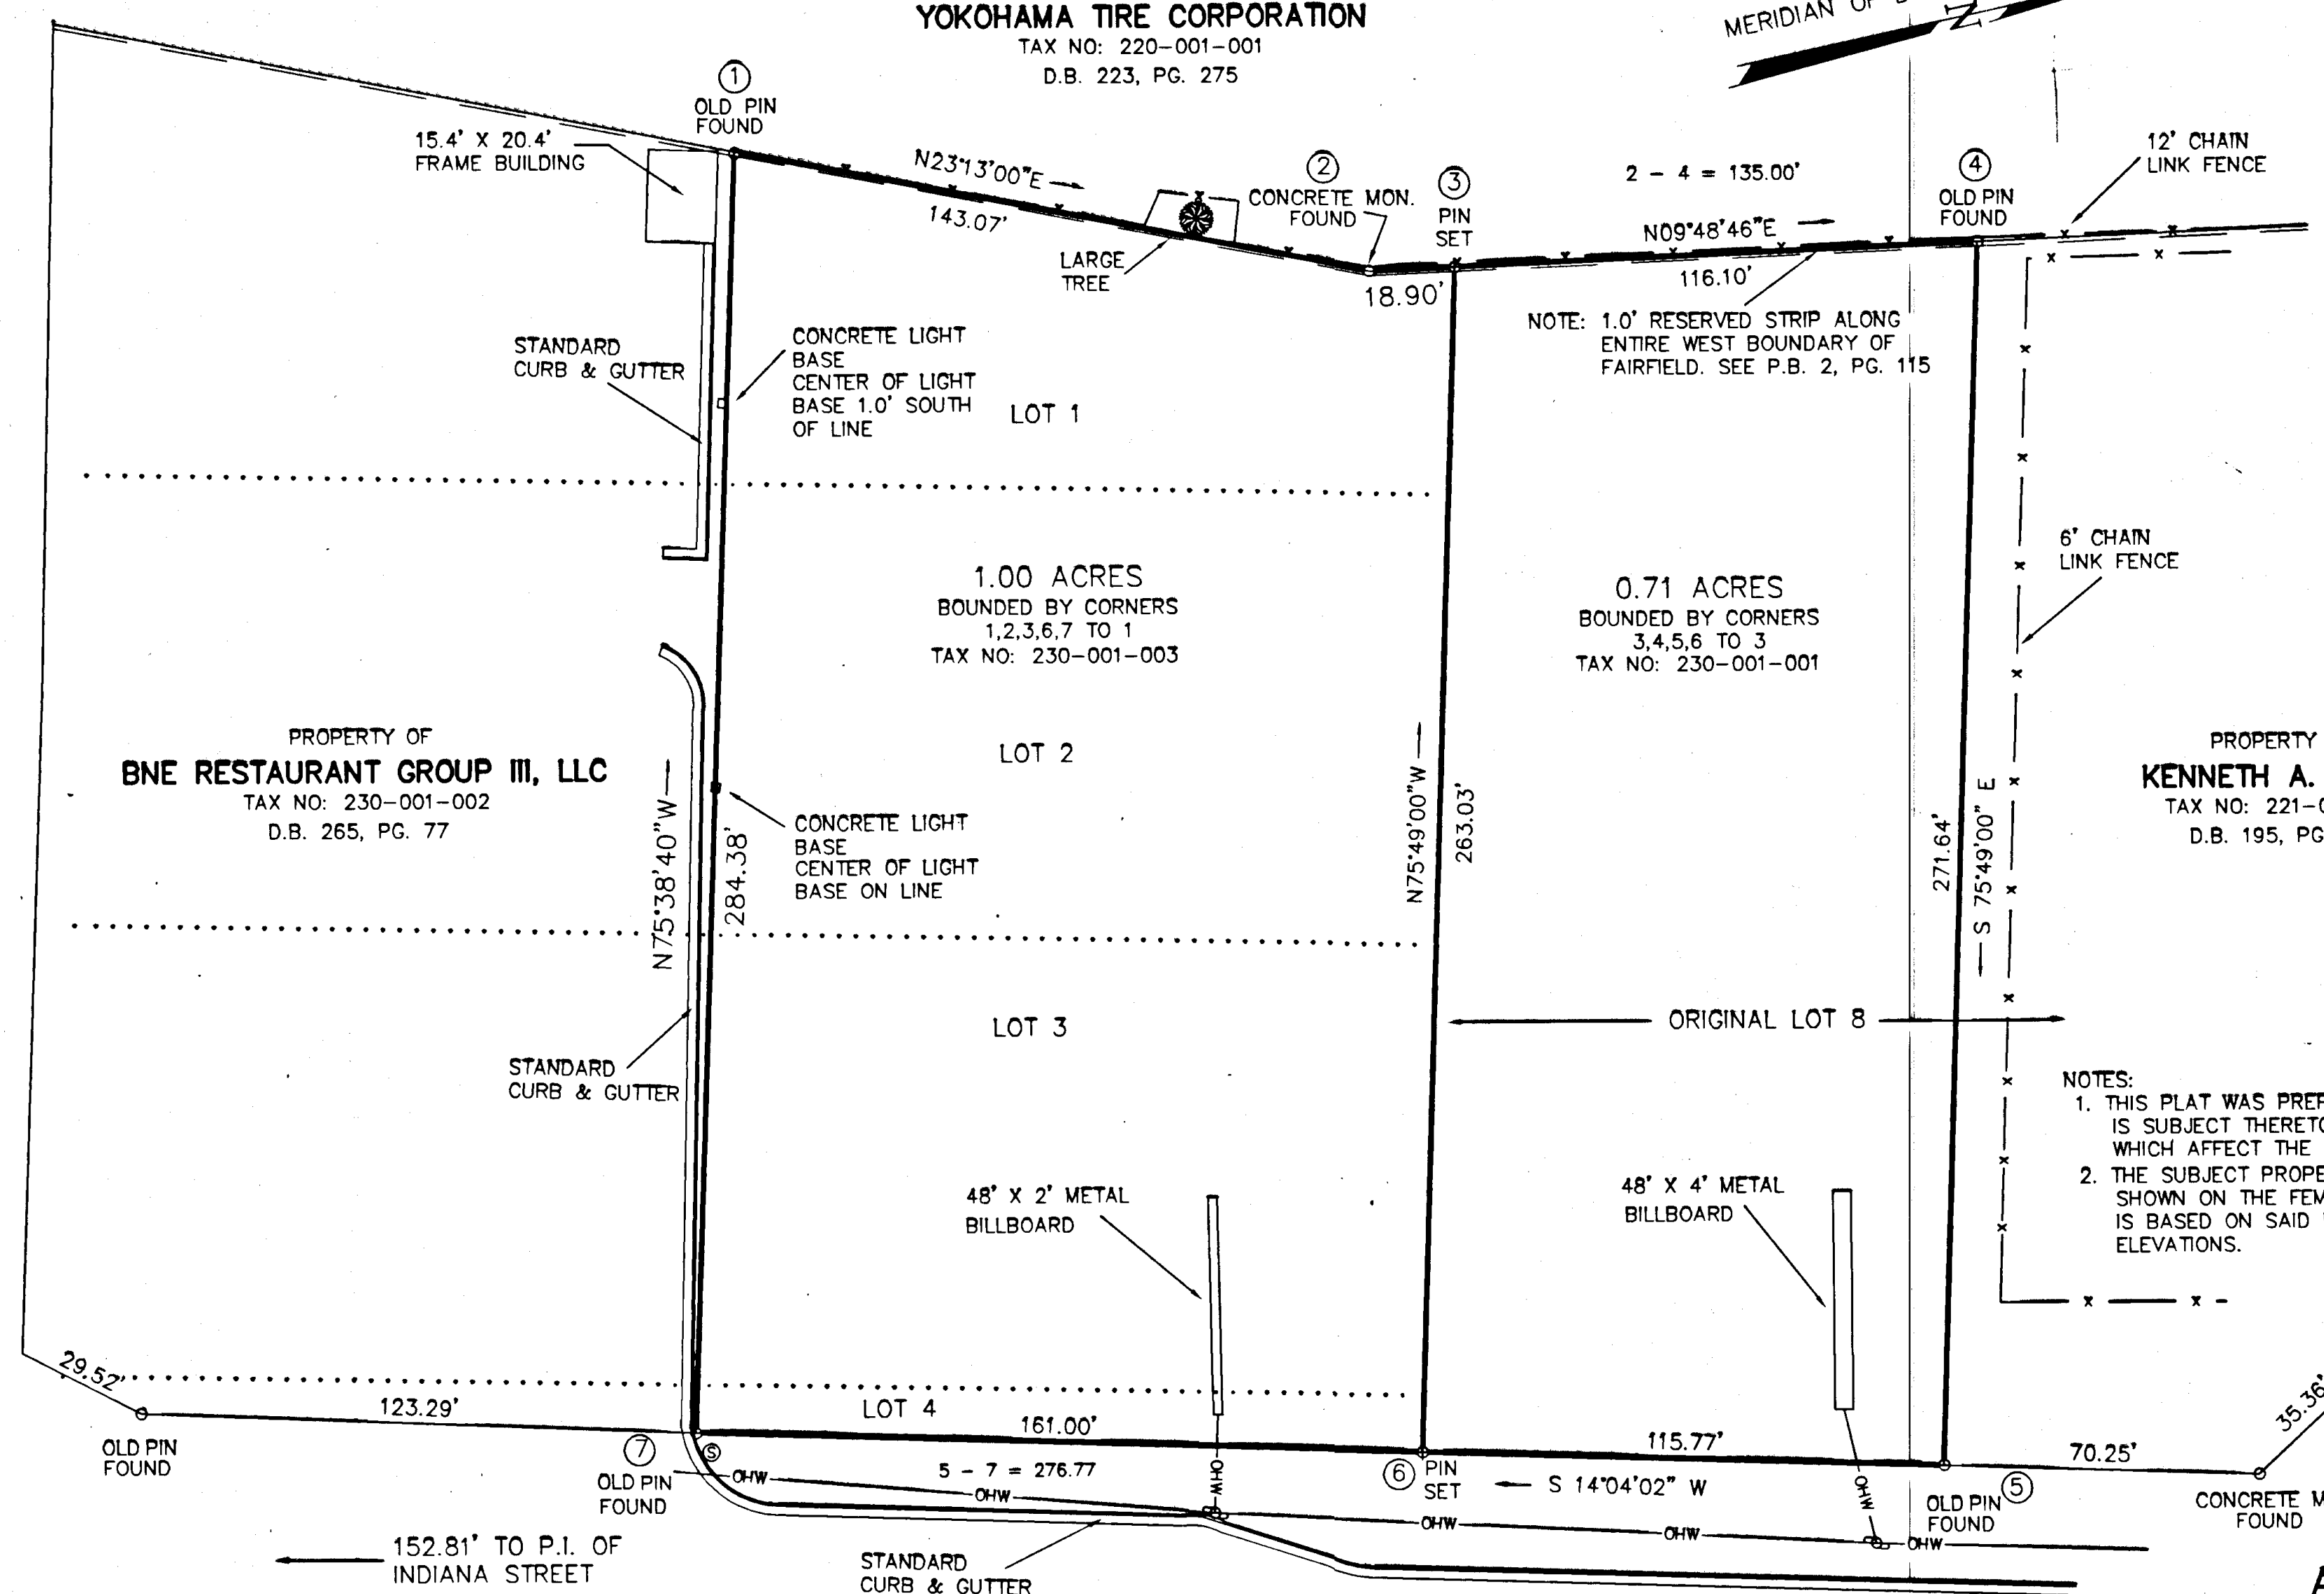 YOKOHAMA TIRE CORPORATION
TAX NO: 220-001-001
D.B. 223, PG. 275
MERIDIAN OF
N
1
OLD PIN
FOUND
15.4' X 20.4'
FRAME BUILDING
N23°13'00"E
143.07'
LARGE
TREE
2
CONCRETE MON.
FOUND
3
PIN
SET
18.90'
2 - 4 = 135.00'
N09°48'46"E
116.10'
4
OLD PIN
FOUND
12' CHAIN
LINK FENCE
NOTE: 1.0' RESERVED STRIP ALONG
ENTIRE WEST BOUNDARY OF
FAIRFIELD. SEE P.B. 2, PG. 115
STANDARD
CURB & GUTTER
CONCRETE LIGHT
BASE
CENTER OF LIGHT
BASE 1.0' SOUTH
OF LINE
LOT 1
6' CHAIN
LINK FENCE
1.00 ACRES
BOUNDED BY CORNERS
1,2,3,6,7 TO 1
TAX NO: 230-001-003
0.71 ACRES
BOUNDED BY CORNERS
3,4,5,6 TO 3
TAX NO: 230-001-001
PROPERTY OF
BNE RESTAURANT GROUP III, LLC
TAX NO: 230-001-002
D.B. 265, PG. 77
N75°38'40"W
284.38'
LOT 2
CONCRETE LIGHT
BASE
CENTER OF LIGHT
BASE ON LINE
N75°49'00"W
263.03'
271.64'
S 75°49'00" E
PROPERTY
KENNETH A.
TAX NO: 221-0
D.B. 195, PG
LOT 3
ORIGINAL LOT 8
STANDARD
CURB & GUTTER
NOTES:
1. THIS PLAT WAS PREP
IS SUBJECT THERETO
WHICH AFFECT THE
2. THE SUBJECT PROPE
SHOWN ON THE FEM
IS BASED ON SAID
ELEVATIONS.
48' X 2' METAL
BILLBOARD
48' X 4' METAL
BILLBOARD
29.52'
123.29'
LOT 4
161.00'
115.77'
70.25'
35.36'
OLD PIN
FOUND
7
OLD PIN
FOUND
S
5 - 7 = 276.77
6
PIN
SET
S 14°04'02" W
OLD PIN
FOUND
5
CONCRETE M
FOUND
OHW
OHW
OHW
OHW
OHW
OHW
OHW
152.81' TO P.I. OF
INDIANA STREET
STANDARD
CURB & GUTTER